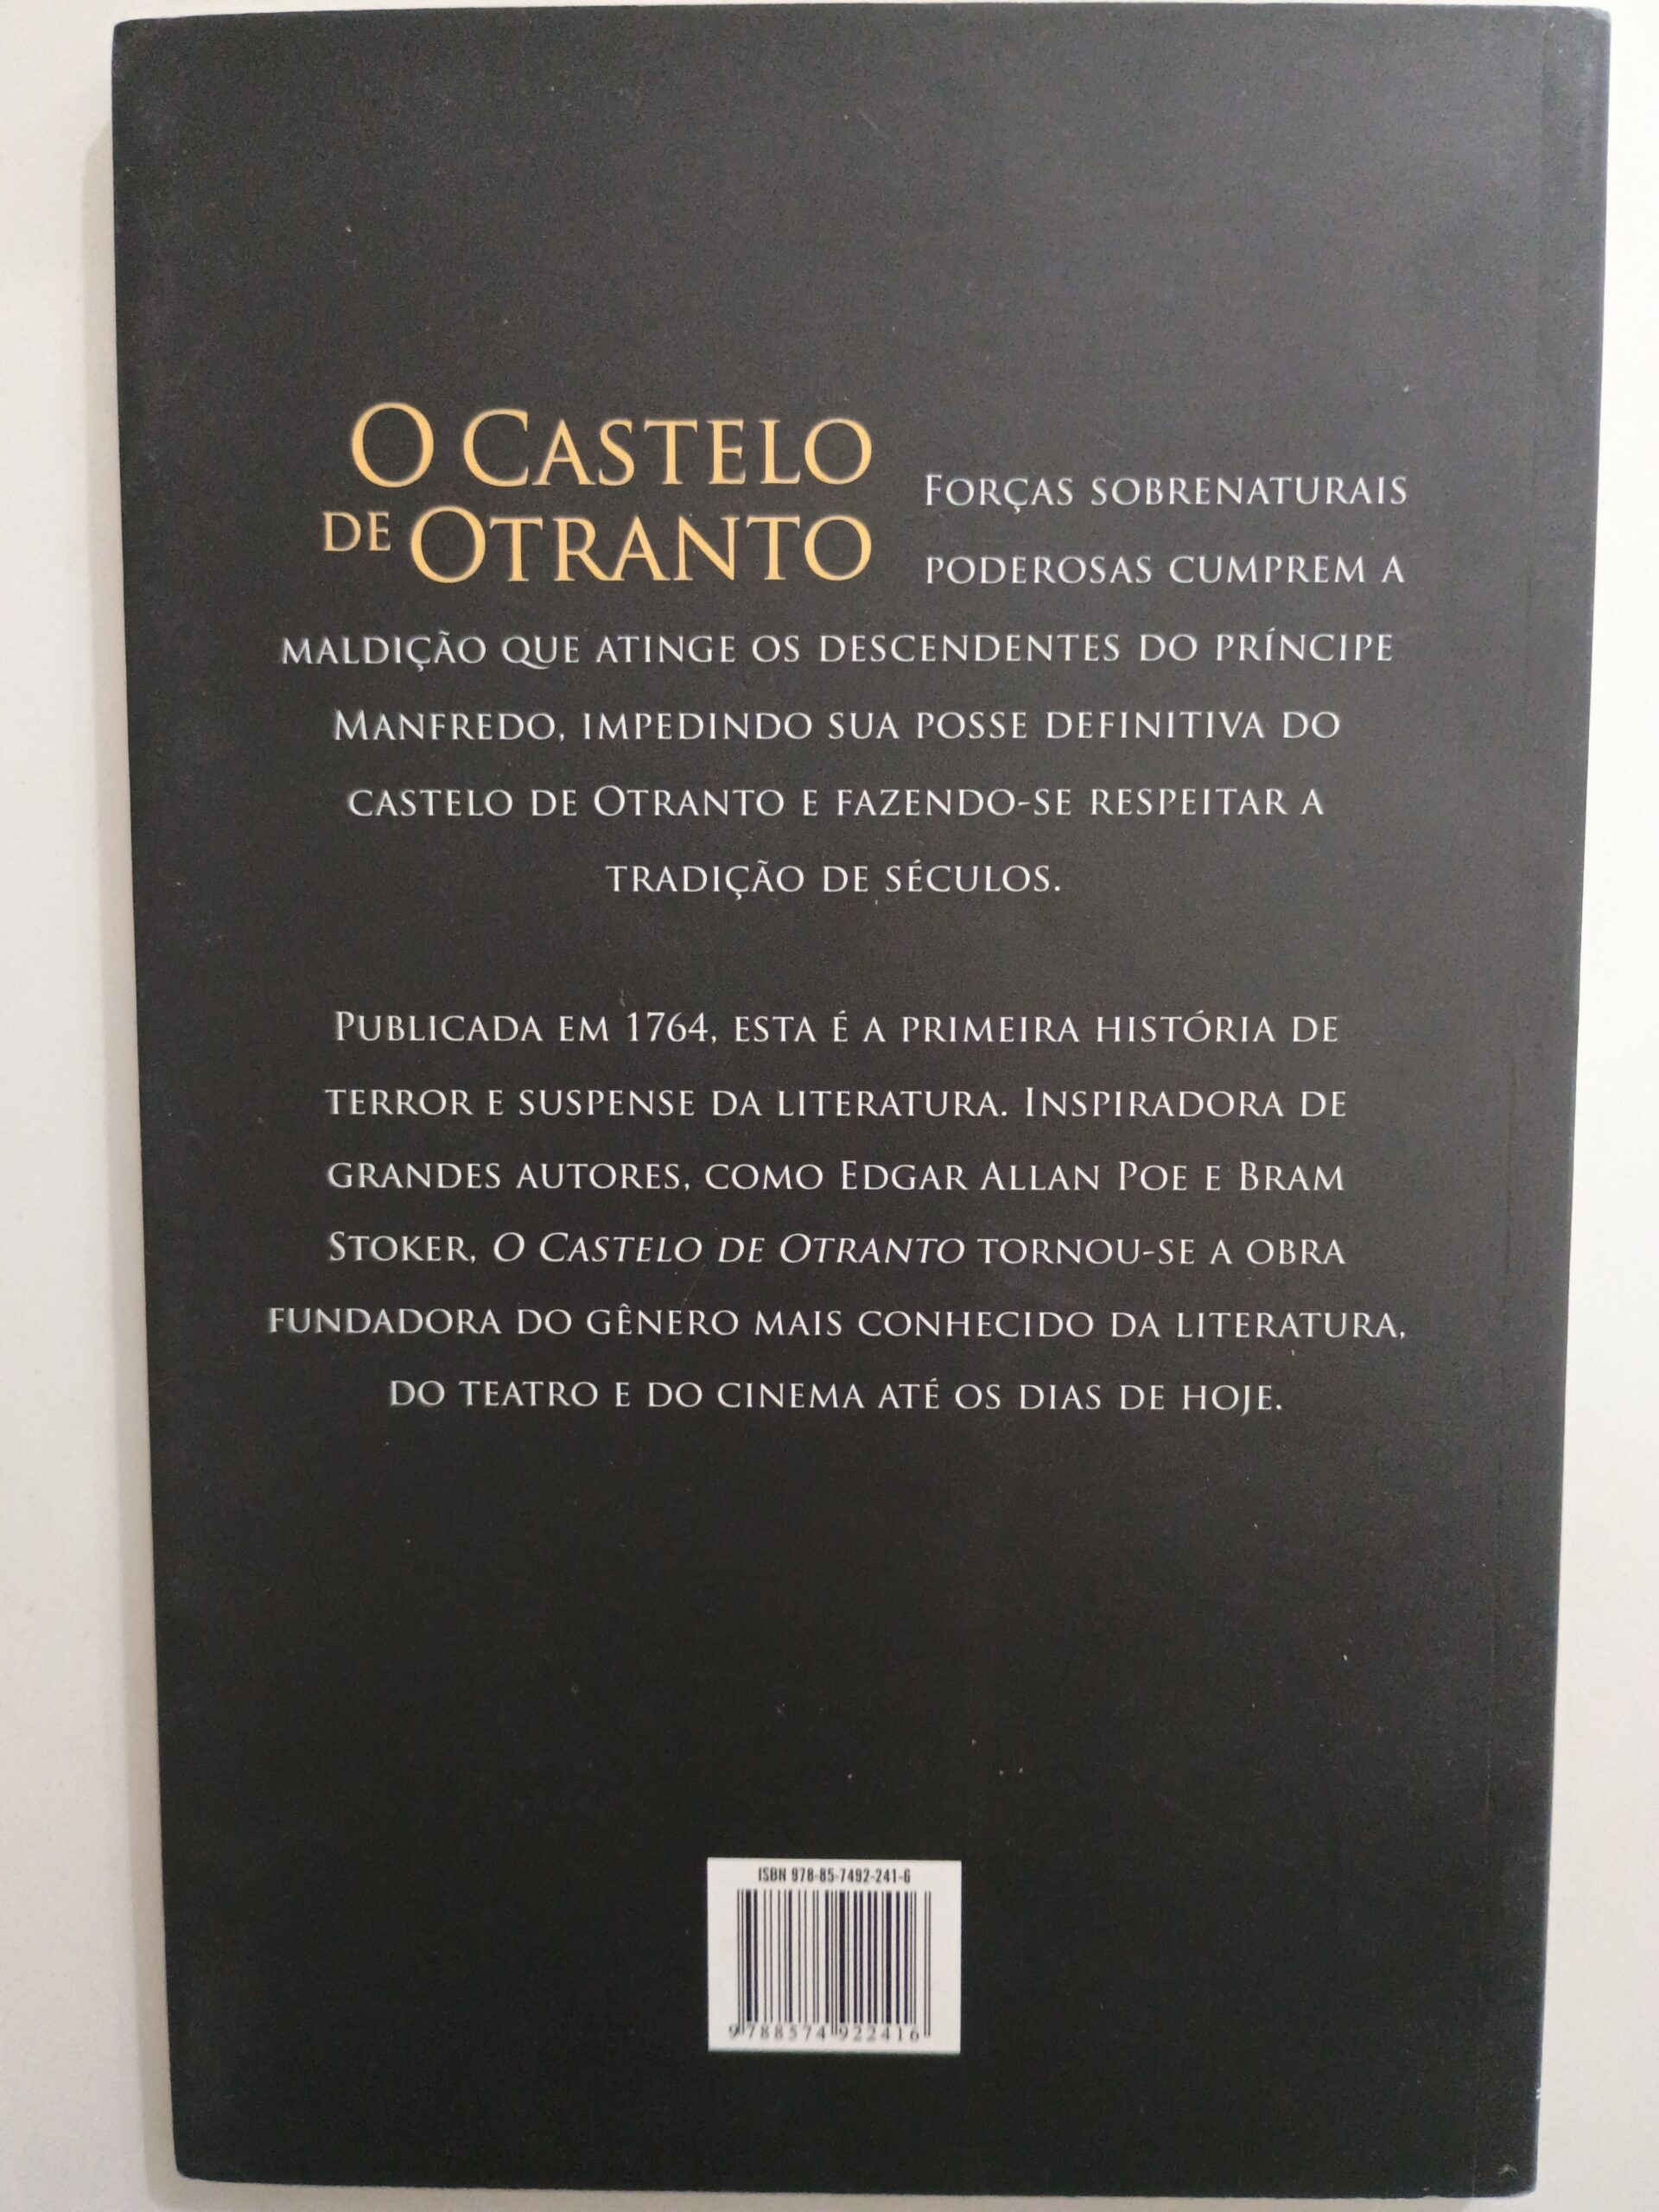 O Castelo
de Otranto
Forças sobrenaturais
poderosas cumprem a
maldição que atinge os descendentes do príncipe
Manfredo, impedindo sua posse definitiva do
castelo de Otranto e fazendo-se respeitar a
tradição de séculos.
Publicada em 1764, esta é a primeira história de
terror e suspense da literatura. Inspiradora de
grandes autores, como Edgar Allan Poe e Bram
Stoker, O Castelo de Otranto tornou-se a obra
fundadora do gênero mais conhecido da literatura,
do teatro e do cinema até os dias de hoje.
ISBN 978-85-7492-241-6
9 788574 922416